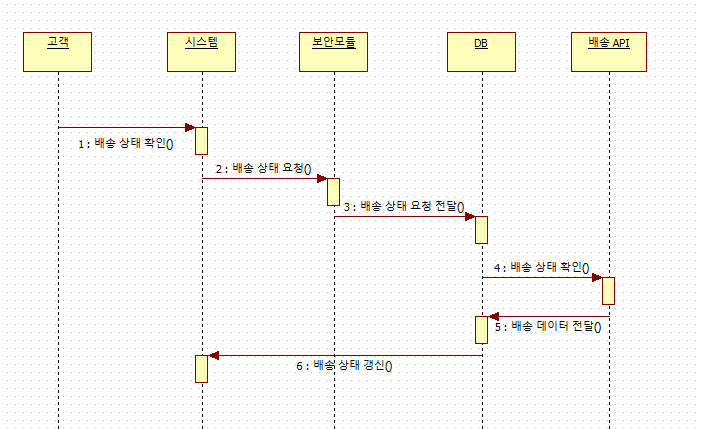 고객
시스템
보안모듈
DB
배송 API
1 : 배송 상태 확인()
2 : 배송 상태 요청()
3 : 배송 상태 요청 전달()
4 : 배송 상태 확인()
5 : 배송 데이터 전달()
6 : 배송 상태 갱신()